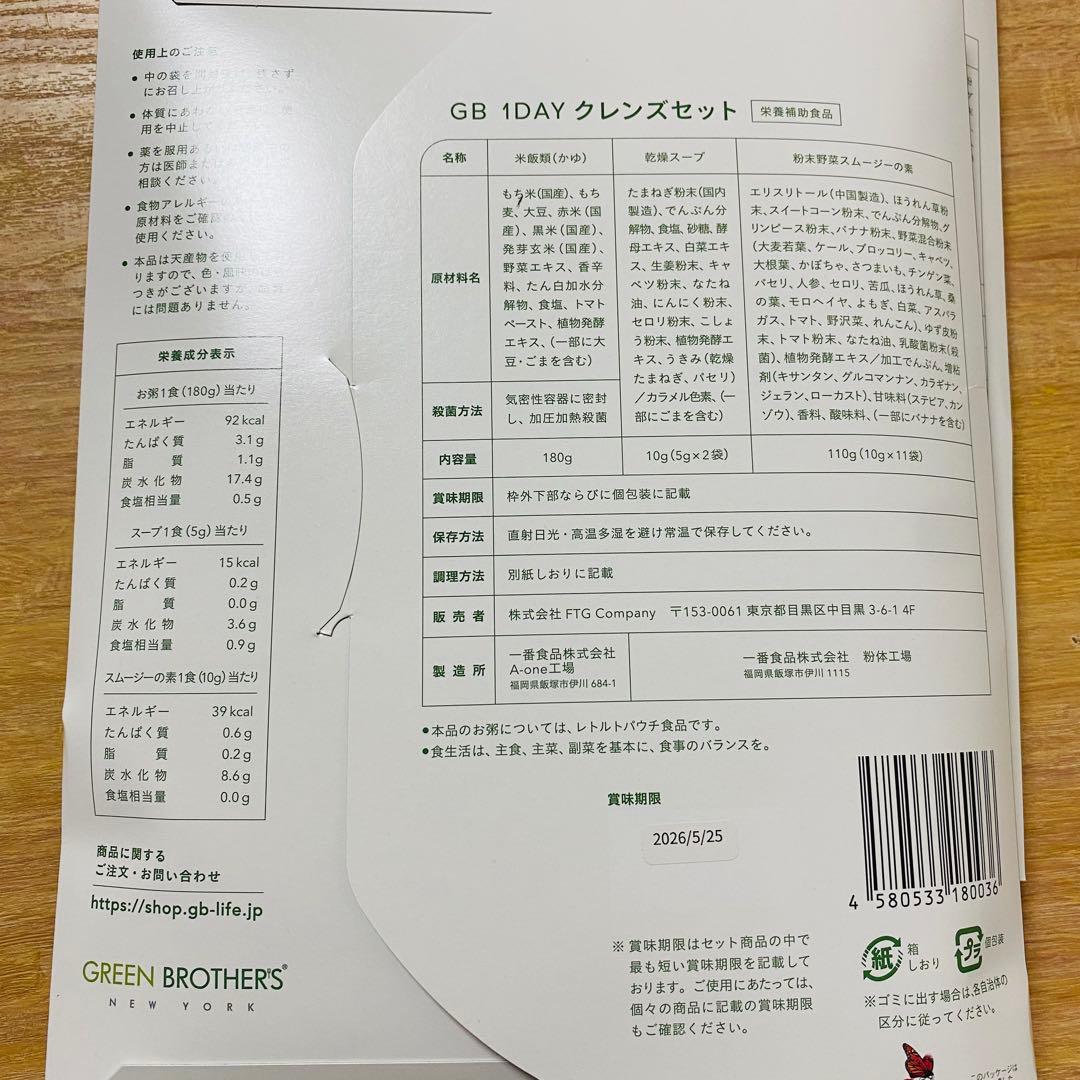 使用上のご注意
● 中の袋を開
にお召し上
● 体質にあわ
用を中止して
● 薬を服用ある
方は医師または
相談ください。
● 食物アレルギー
原材料をご確認
使用ください。
● 本品は天産物を使用
りますので、色・風味
つきがございますが
には問題ありません。
栄養成分表示
お粥1食(180g)当たり
エネルギー 92 kcal
たんぱく質 3.1 g
脂質 1.1g
炭水化物 17.4 g
食塩相当量 0.5 g
スープ1食(5g)当たり
エネルギー 15 kcal
たんぱく質 0.2 g
脂質 0.0 g
炭水化物 3.6 g
食塩相当量 0.9 g
スムージーの素1食(10g)当たり
エネルギー 39 kcal
たんぱく質 0.6 g
脂質 0.2 g
炭水化物 8.6 g
食塩相当量 0.0 g
商品に関する
ご注文・お問い合わせ
https://shop.gb-life.jp
GREEN BROTHER'S®
NEW YORK
GB 1DAY クレンズセット 栄養補助食品
名称 米飯類(かゆ) 乾燥スープ 粉末野菜スムージーの素
原材料名
もち米(国産)、もち
麦、大豆、赤米(国
産)、黒米(国産)、
発芽玄米(国産)、
野菜エキス、香辛
料、たん白加水分
解物、食塩、トマト
ペースト、植物発酵
エキス、(一部に大
豆・ごまを含む)
たまねぎ粉末(国内
製造)、でんぷん分
解物、食塩、砂糖、酵
母エキス、白菜エキ
ス、生姜粉末、キャ
ベツ粉末、なたね
油、にんにく粉末、
セロリ粉末、こしょ
う粉末、植物発酵エ
キス、うきみ(乾燥
たまねぎ、パセリ)
/カラメル色素、(一
部にごまを含む)
エリスリトール(中国製造)、ほうれん草粉
末、スイートコーン粉末、でんぷん分解物、グ
リンピース粉末、バナナ粉末、野菜混合粉末
(大麦若葉、ケール、ブロッコリー、キャベツ、
大根葉、かぼちゃ、さつまいも、チンゲン菜、
パセリ、人参、セロリ、苦瓜、ほうれん草、桑
の葉、モロヘイヤ、よもぎ、白菜、アスパラ
ガス、トマト、野沢菜、れんこん)、ゆず皮粉
末、トマト粉末、なたね油、乳酸菌粉末(殺
菌)、植物発酵エキス/加工でんぷん、増粘
剤(キサンタン、グルコマンナン、カラギナン、
ジェラン、ローカスト)、甘味料(ステビア、カン
ゾウ)、香料、酸味料、(一部にバナナを含む)
殺菌方法
気密性容器に密封
し、加圧加熱殺菌
内容量 180g 10g(5g×2袋) 110g(10g×11袋)
賞味期限 枠外下部ならびに個包装に記載
保存方法 直射日光・高温多湿を避け常温で保存してください。
調理方法 別紙しおりに記載
販売者 株式会社 FTG Company 〒153-0061 東京都目黒区中目黒 3-6-1 4F
製造所
一番食品株式会社
A-one工場
福岡県飯塚市伊川 684-1
一番食品株式会社 粉体工場
福岡県飯塚市伊川 1115
●本品のお粥については、レトルトパウチ食品です。
●食生活は、主食、主菜、副菜を基本に、食事のバランスを。
賞味期限
2026/5/25
4 580533 180036
※賞味期限はセット商品の中で
最も短い賞味期限を記載して
おります。ご使用にあたっては、
個々の商品に記載の賞味期限
もご確認ください。
紙 箱
しおり
プラ 個包装
※ゴミに出す場合は、各自治体の
区分に従ってください。
このパッケージは